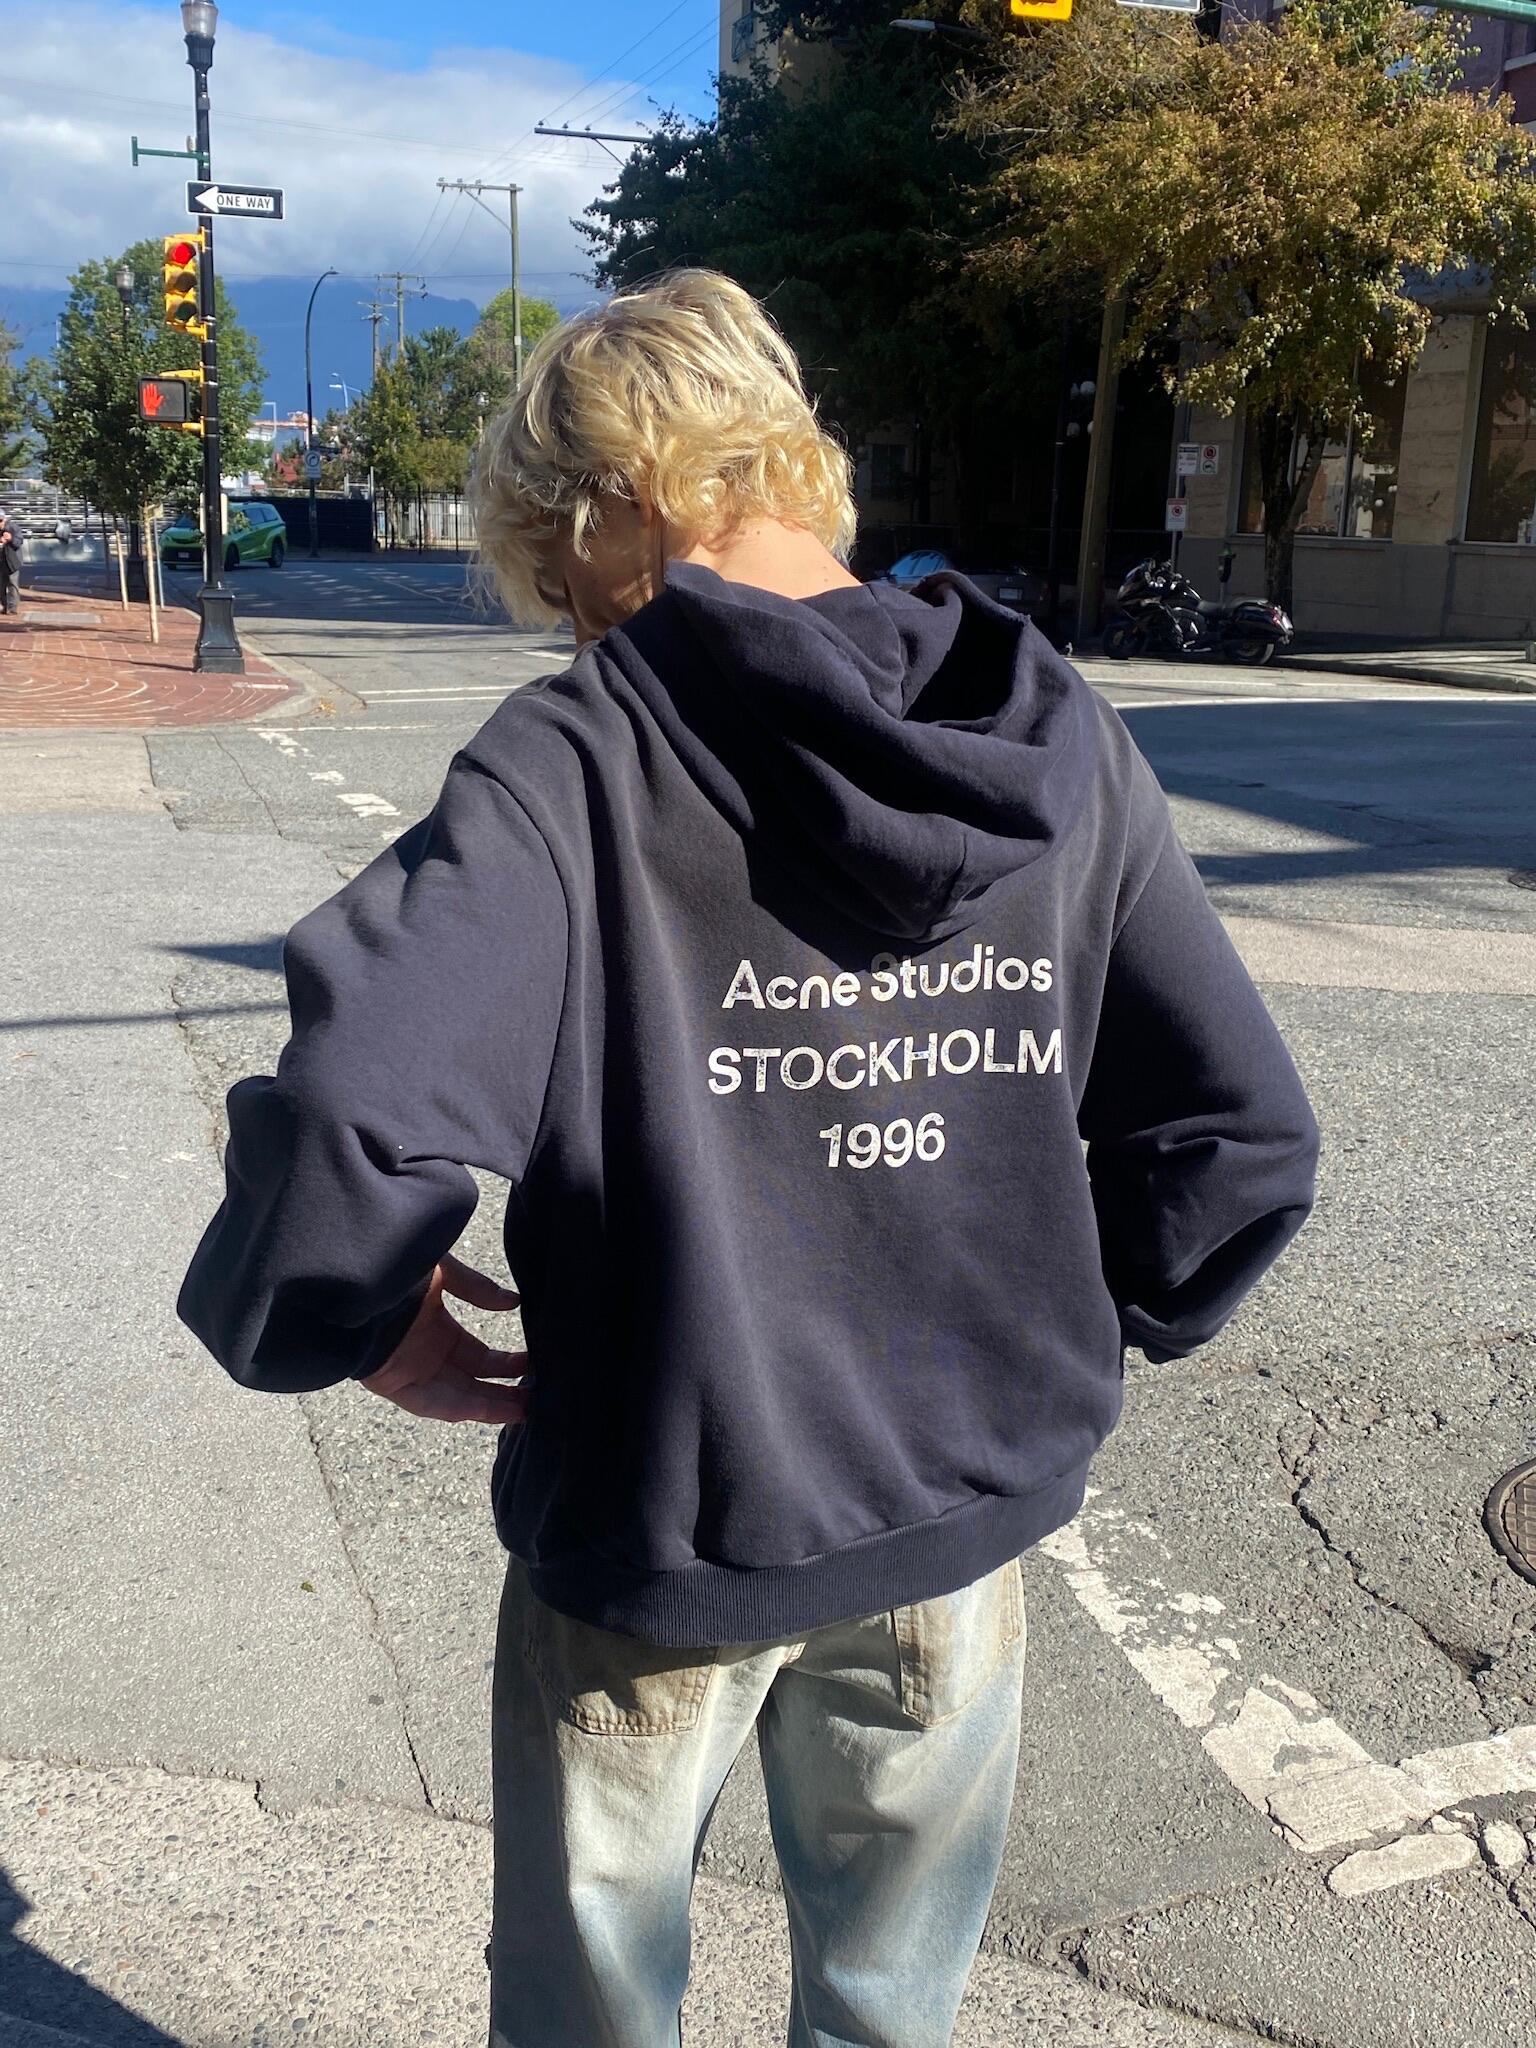 ONE WAY
Acne Studios
STOCKHOLM
1996